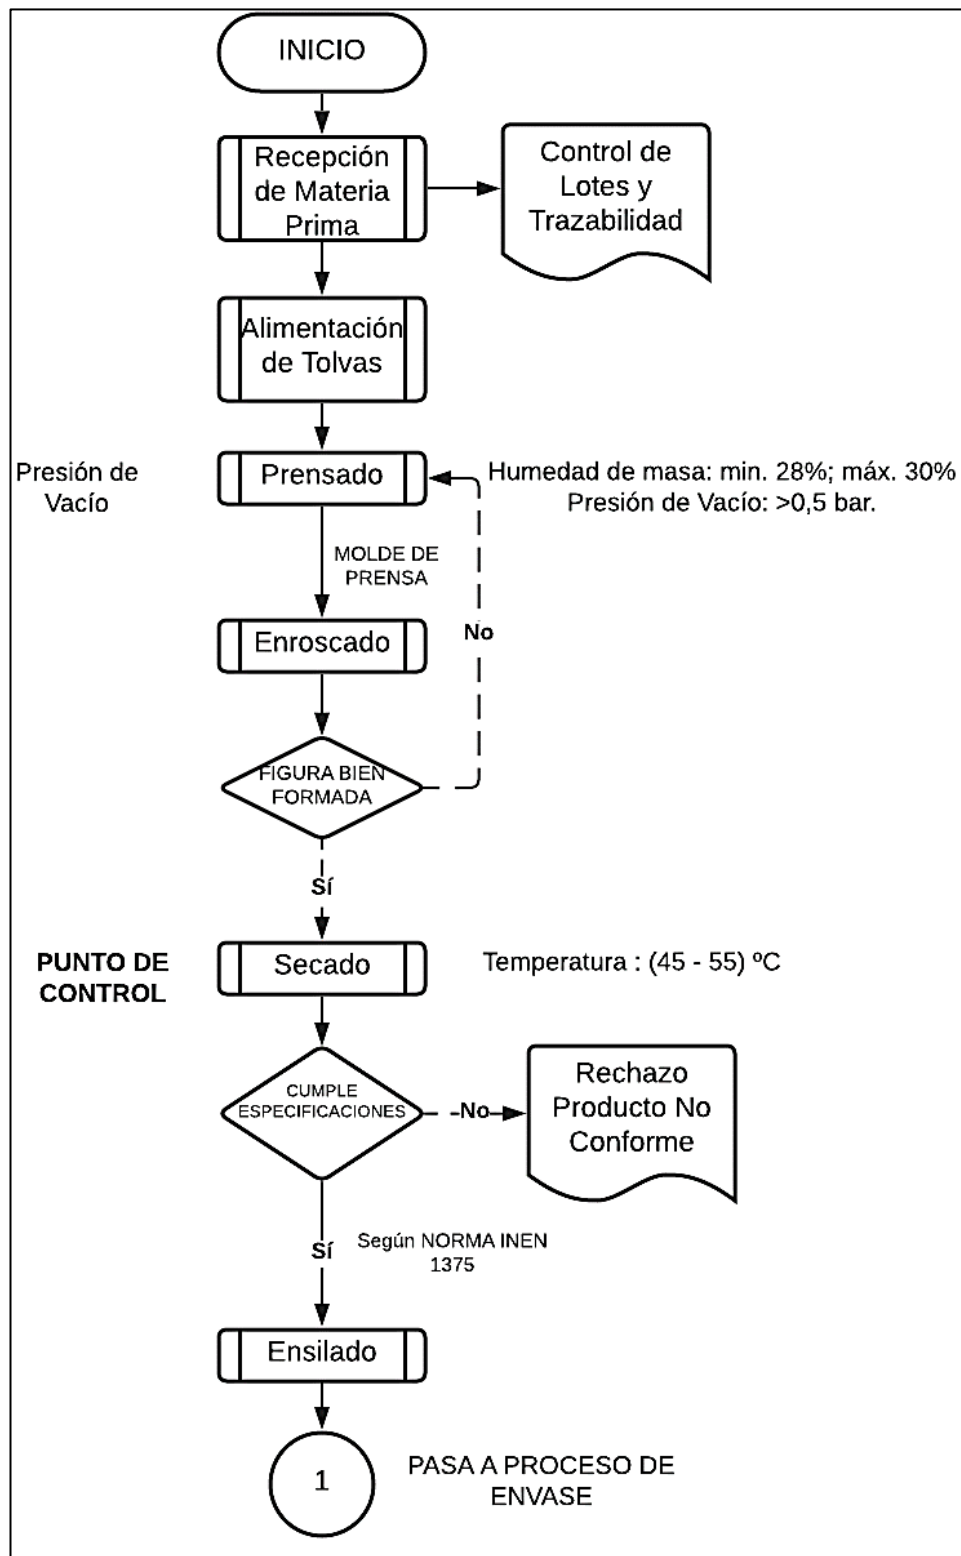 INICIO
Recepción
de Materia
Prima
Control de
Lotes y
Trazabilidad
Alimentación
de Tolvas
Presión de
Vacío
Prensado
Humedad de masa: min. 28%; máx. 30%
Presión de Vacío: >0,5 bar.
MOLDE DE
PRENSA
Enroscado
No
FIGURA BIEN
FORMADA
Sí
PUNTO DE
CONTROL
Secado
Temperatura : (45 - 55) ºC
CUMPLE
ESPECIFICACIONES
No
Rechazo
Producto No
Conforme
Sí
Según NORMA INEN
1375
Ensilado
1
PASA A PROCESO DE
ENVASE